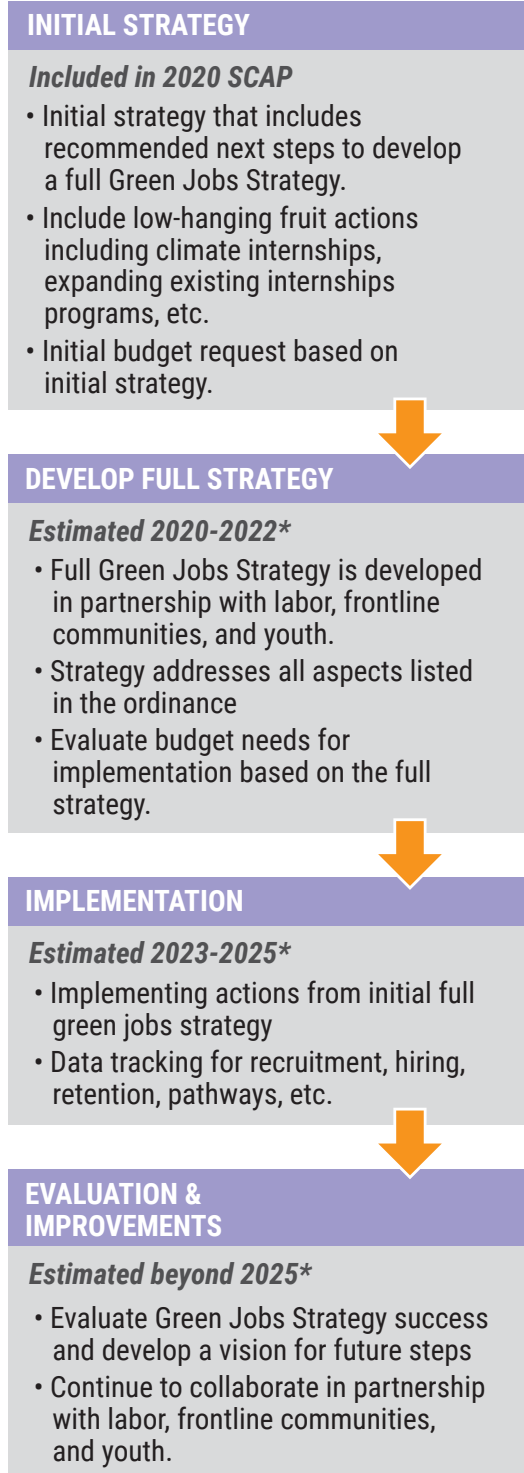 INITIAL STRATEGY
Included in 2020 SCAP
• Initial strategy that includes
recommended next steps to develop
a full Green Jobs Strategy.
• Include low-hanging fruit actions
including climate internships,
expanding existing internships
programs, etc.
• Initial budget request based on
initial strategy.
DEVELOP FULL STRATEGY
Estimated 2020-2022*
• Full Green Jobs Strategy is developed
in partnership with labor, frontline
communities, and youth.
• Strategy addresses all aspects listed
in the ordinance
• Evaluate budget needs for
implementation based on the full
strategy.
IMPLEMENTATION
Estimated 2023-2025*
• Implementing actions from initial full
green jobs strategy
• Data tracking for recruitment, hiring,
retention, pathways, etc.
EVALUATION &
IMPROVEMENTS
Estimated beyond 2025*
• Evaluate Green Jobs Strategy success
and develop a vision for future steps
• Continue to collaborate in partnership
with labor, frontline communities,
and youth.